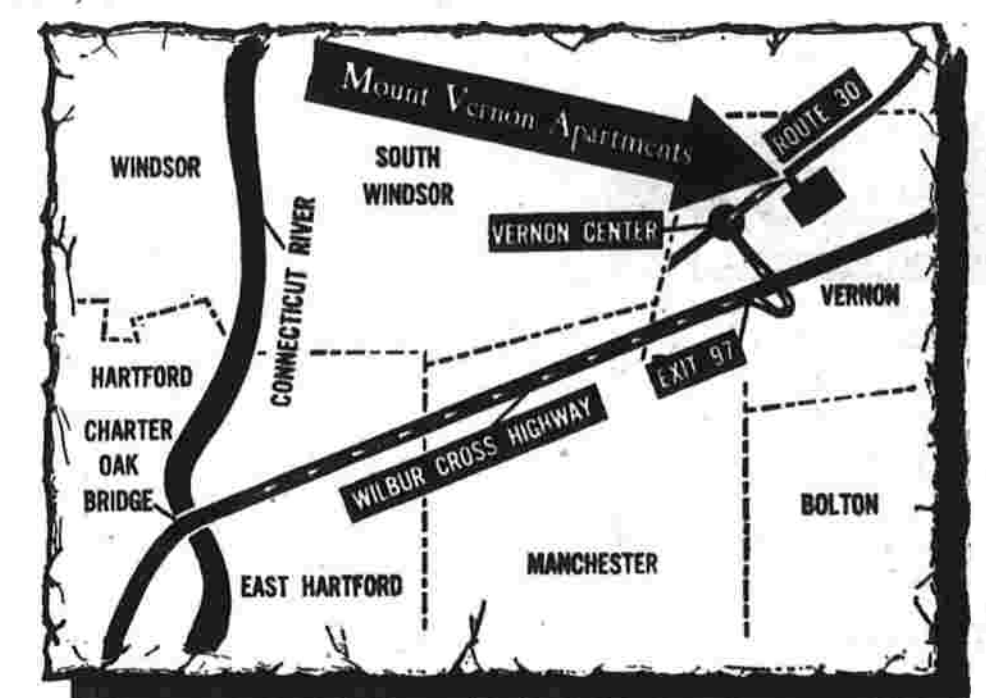 Mount Vernon Apartments
ROUTE 30
WINDSOR
SOUTH
WINDSOR
VERNON CENTER
CONNECTICUT RIVER
VERNON
EXIT 97
HARTFORD
CHARTER
OAK
BRIDGE
WILBUR CROSS HIGHWAY
BOLTON
MANCHESTER
EAST HARTFORD